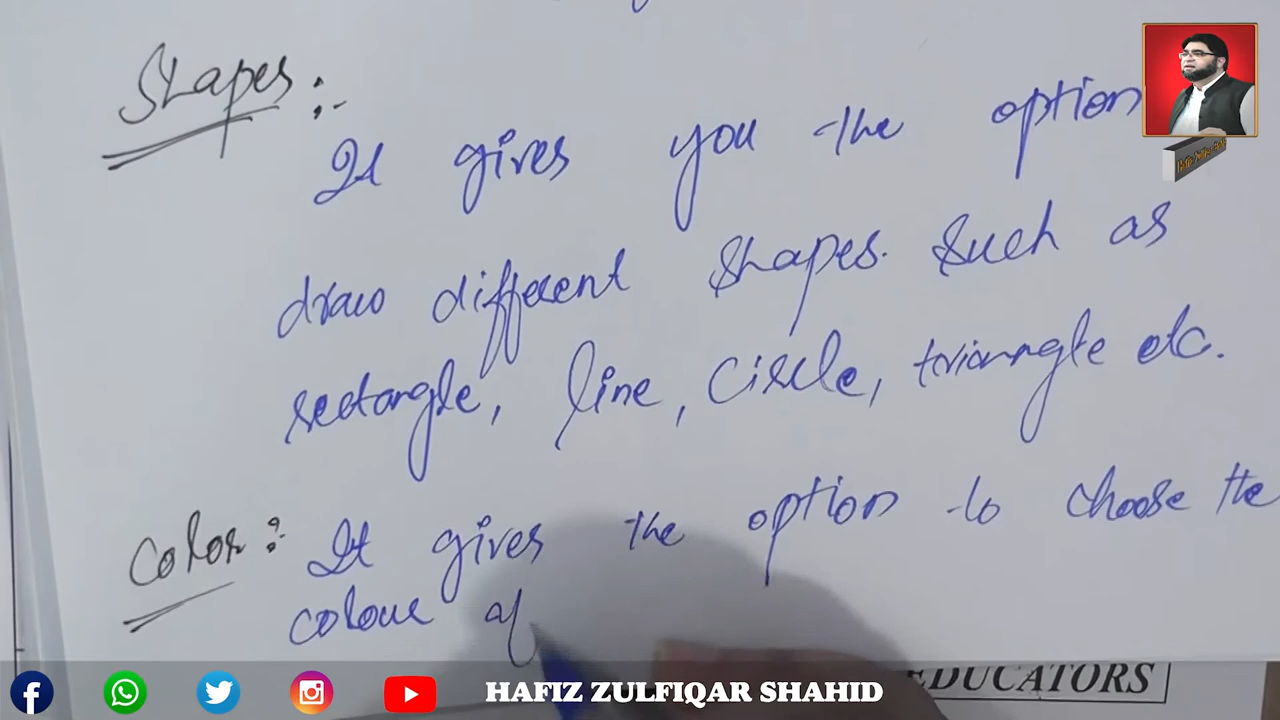 Shapes:-
It gives you the option
draw different shapes. Such as
rectangle, line, Circle, triangle etc.
Color:- It gives the option to choose the
colour of
EDUCATORS
HAFIZ ZULFIQAR SHAHID